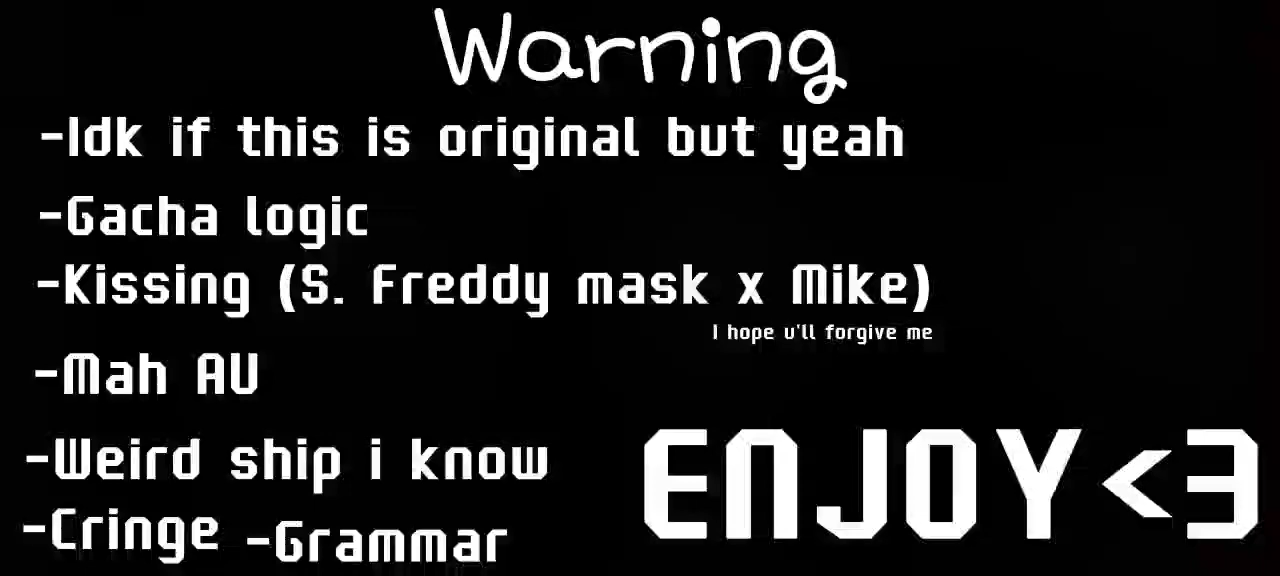 Warning
-Idk if this is original but yeah
-Gacha logic
-Kissing (S. Freddy mask x Mike)
I hope u'll forgive me
-Mah AU
-Weird ship i know
-Cringe -Grammar
ENJOY<3